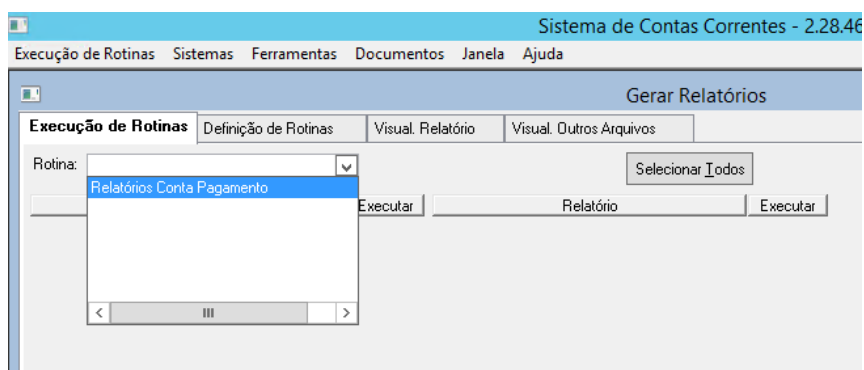 Sistema de Contas Correntes - 2.28.46
Execução de Rotinas Sistemas Ferramentas Documentos Janela Ajuda
Gerar Relatórios
Execução de Rotinas Definição de Rotinas Visual. Relatório Visual. Outros Arquivos
Rotina: Selecionar Todos
Relatórios Conta Pagamento
Executar Relatório Executar